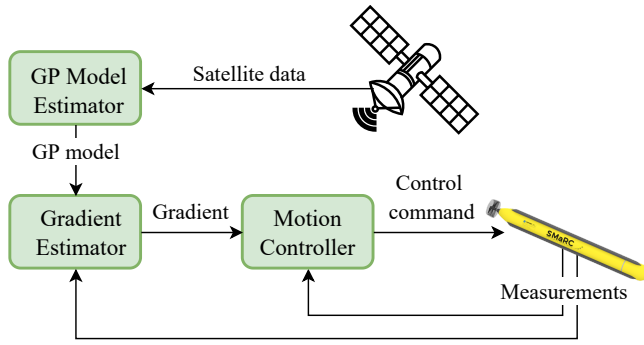 GP Model
Estimator
Satellite data
GP model
Gradient
Estimator
Gradient
Motion
Controller
Control
command
SMaRC
Measurements